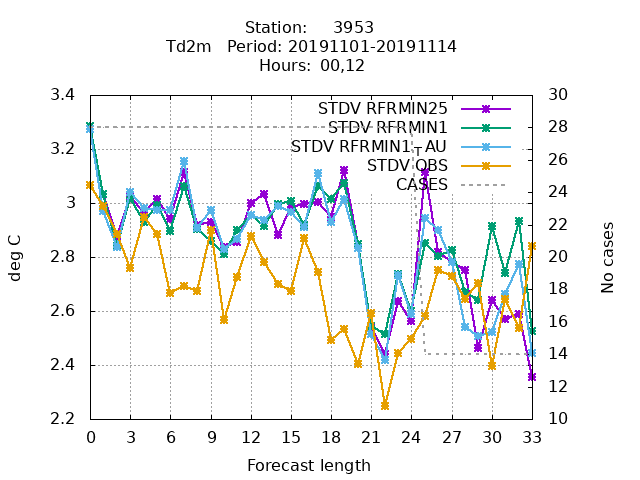 Station: 3953
Td2m Period: 20191101-20191114
Hours: 00,12
STDV RFRMIN25
STDV RFRMIN1
STDV RFRMIN1_AU
STDV OBS
CASES
3.4
3.2
3
2.8
2.6
2.4
2.2
deg C
30
28
26
24
22
20
18
16
14
12
10
No cases
0 3 6 9 12 15 18 21 24 27 30 33
Forecast length